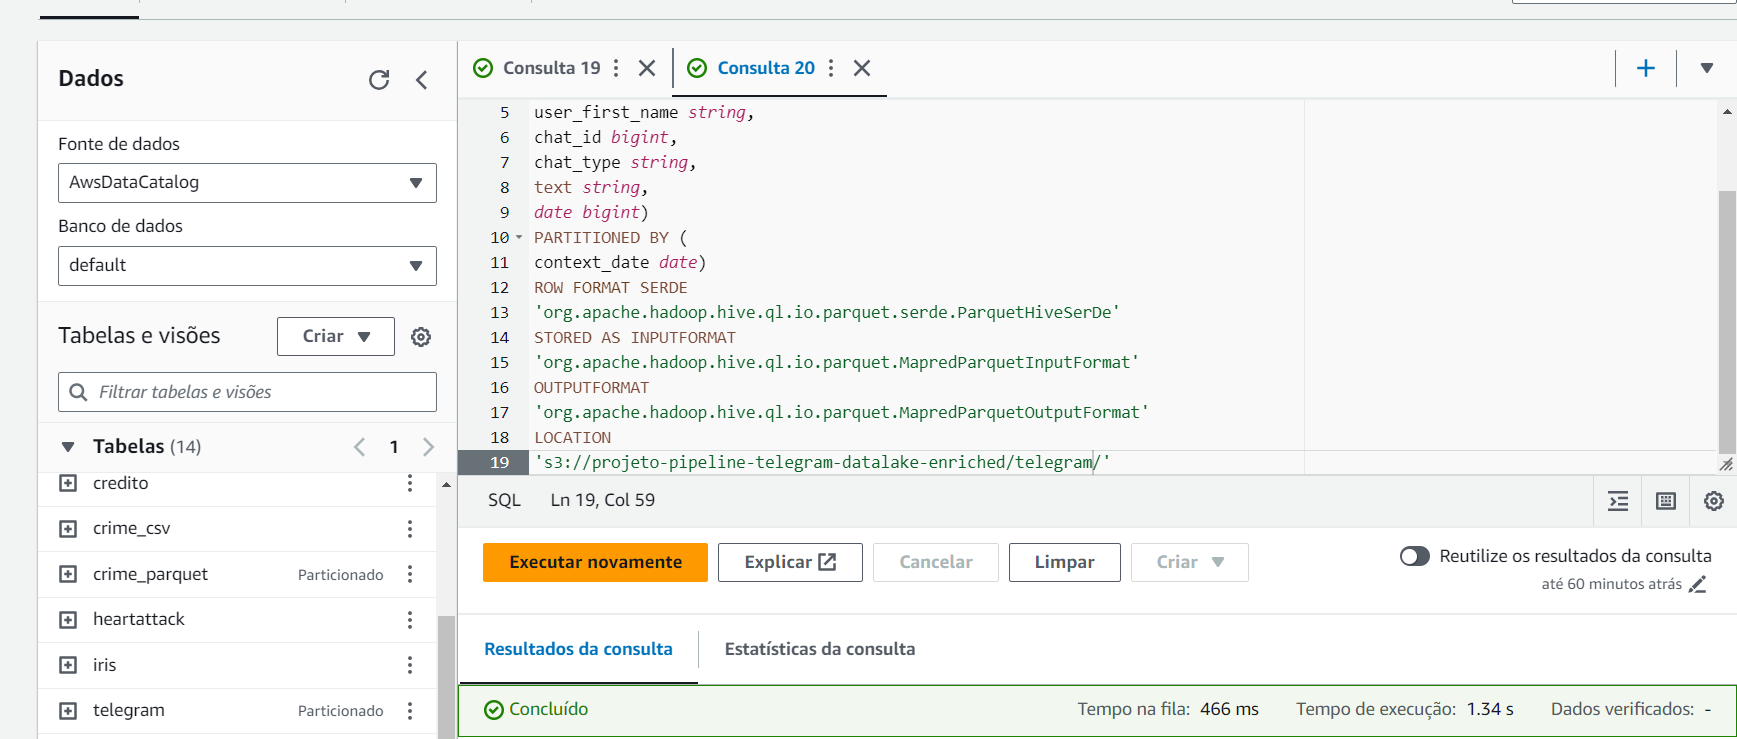 Dados
Fonte de dados
AwsDataCatalog
Banco de dados
default
Tabelas e visões
Criar
Filtrar tabelas e visões
Tabelas (14)
1
credito
crime_csv
crime_parquet Particionado
heartattack
iris
telegram Particionado
Consulta 19
Consulta 20
5 user_first_name string,
6 chat_id bigint,
7 chat_type string,
8 text string,
9 date bigint)
10 PARTITIONED BY (
11 context_date date)
12 ROW FORMAT SERDE
13 'org.apache.hadoop.hive.ql.io.parquet.serde.ParquetHiveSerDe'
14 STORED AS INPUTFORMAT
15 'org.apache.hadoop.hive.ql.io.parquet.MapredParquetInputFormat'
16 OUTPUTFORMAT
17 'org.apache.hadoop.hive.ql.io.parquet.MapredParquetOutputFormat'
18 LOCATION
19 's3://projeto-pipeline-telegram-datalake-enriched/telegram/'
SQL Ln 19, Col 59
Executar novamente Explicar Cancelar Limpar Criar
Reutilize os resultados da consulta
até 60 minutos atrás
Resultados da consulta Estatísticas da consulta
Concluído Tempo na fila: 466 ms Tempo de execução: 1.34 s Dados verificados: -